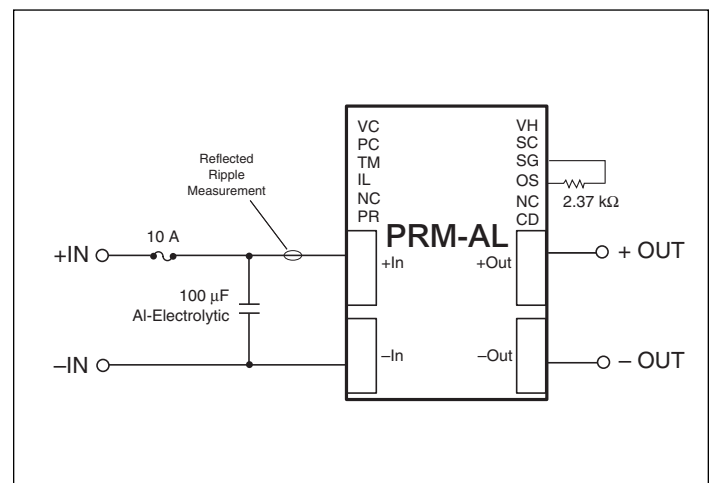 Reflected
Ripple
Measurement
10 A
+IN
100 μF
Al-Electrolytic
–IN
VC
PC
TM
IL
NC
PR
VH
SC
SG
OS
NC
CD
2.37 kΩ
PRM-AL
+In
+Out
–In
–Out
+ OUT
– OUT